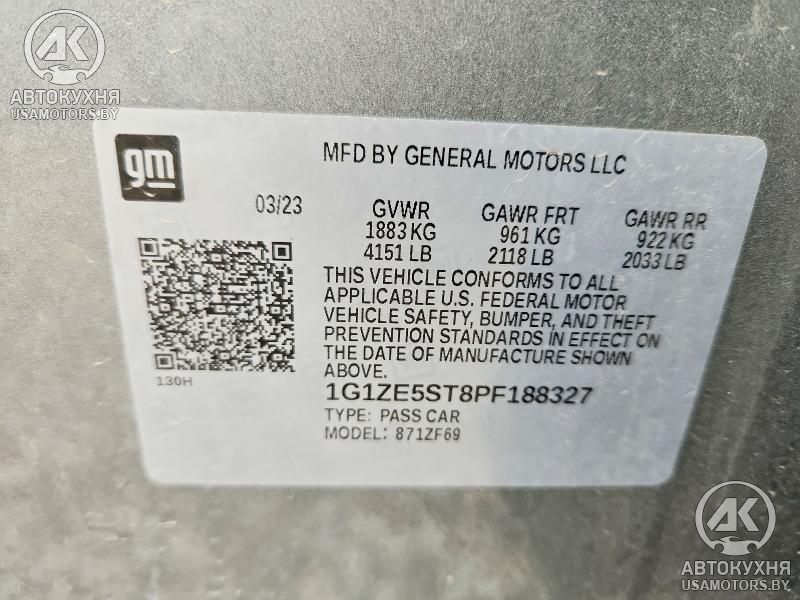 AK
АВТОКУХНЯ
USAMOTORS.BY
gm
MFD BY GENERAL MOTORS LLC
03/23
GVWR
1883 KG
4151 LB
GAWR FRT
961 KG
2118 LB
GAWR RR
922 KG
2033 LB
THIS VEHICLE CONFORMS TO ALL
APPLICABLE U.S. FEDERAL MOTOR
VEHICLE SAFETY, BUMPER, AND THEFT
PREVENTION STANDARDS IN EFFECT ON
THE DATE OF MANUFACTURE SHOWN
ABOVE.
130H
1G1ZE5ST8PF188327
TYPE: PASS CAR
MODEL: 871ZF69
AK
АВТОКУХНЯ
USAMOTORS.BY